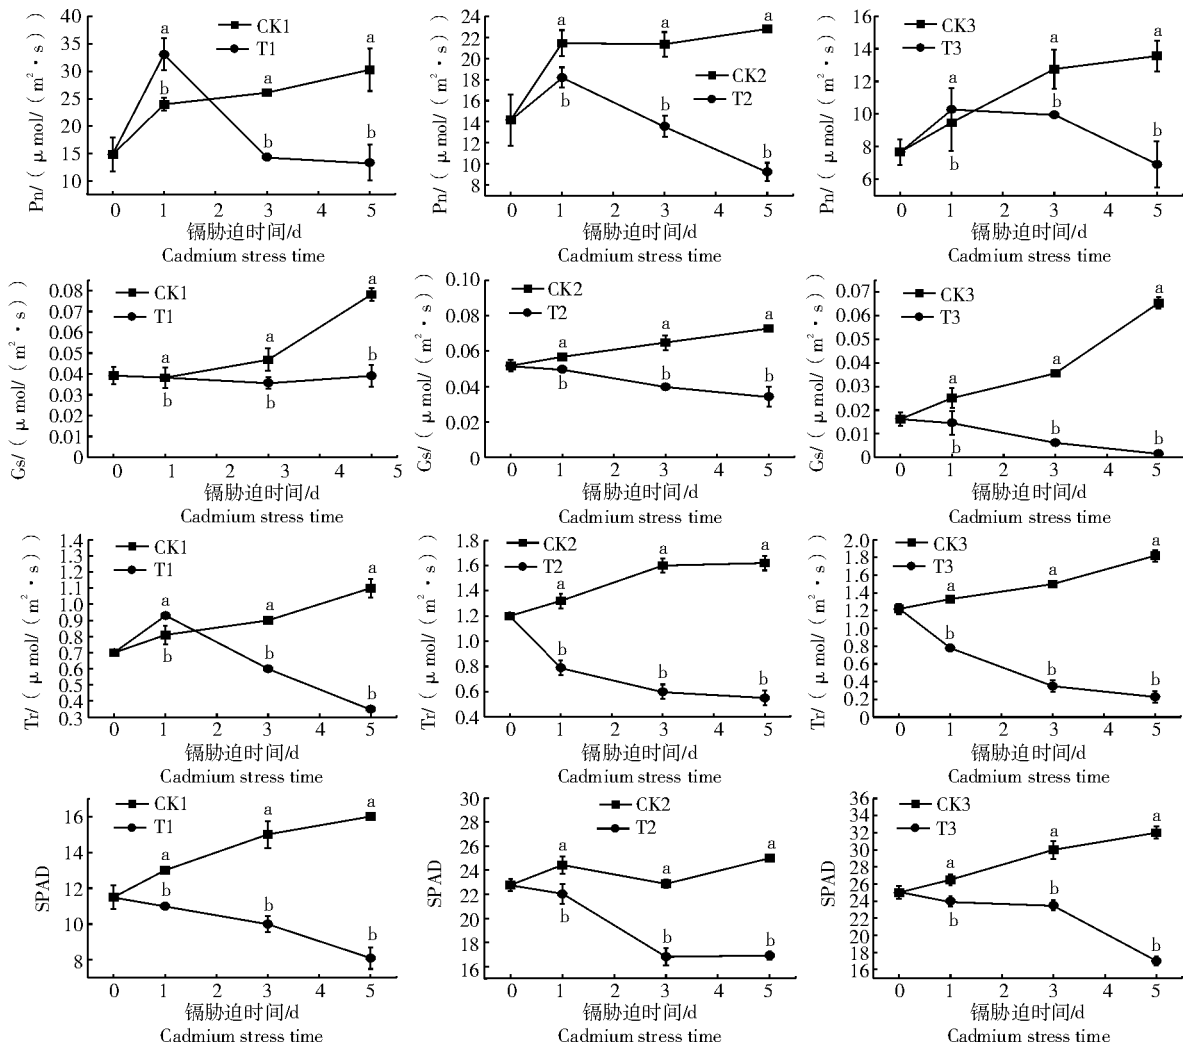 Pn/（ μ mol/（ m²·s））
40
35
30
25
20
15
10
CK1
T1
a
b
a
b
a
b
0 1 2 3 4 5
镉胁迫时间/d
Cadmium stress time
Pn/（ μ mol/（ m²·s））
24
22
20
18
16
14
12
10
8
CK2
T2
a
b
a
b
a
b
0 1 2 3 4 5
镉胁迫时间/d
Cadmium stress time
Pn/（ μ mol/（ m²·s））
16
14
12
10
8
6
CK3
T3
a
b
a
b
a
b
0 1 2 3 4 5
镉胁迫时间/d
Cadmium stress time
Gs/（ μ mol/（ m²·s））
0.08
0.07
0.06
0.05
0.04
0.03
0.02
0.01
0
CK1
T1
a
b
a
b
a
b
0 1 2 3 2 4 5
镉胁迫时间/d
Cadmium stress time
Gs/（ μ mol/（ m²·s））
0.10
0.08
0.06
0.04
0.02
0
CK2
T2
a
b
a
b
a
b
0 1 2 3 4 5
镉胁迫时间/d
Cadmium stress time
Gs/（ μ mol/（ m²·s））
0.07
0.06
0.05
0.04
0.03
0.02
0.01
0
CK3
T3
a
b
a
b
a
b
0 1 2 3 4 5
镉胁迫时间/d
Cadmium stress time
Tr/（ μ mol/（ m²·s））
1.4
1.3
1.2
1.1
1.0
0.9
0.8
0.7
0.6
0.5
0.4
0.3
CK1
T1
a
b
a
b
a
b
0 1 2 3 4 5
镉胁迫时间/d
Cadmium stress time
Tr/（ μ mol/（ m²·s））
1.8
1.6
1.4
1.2
1.0
0.8
0.6
0.4
CK2
T2
a
b
a
b
a
b
0 1 2 3 4 5
镉胁迫时间/d
Cadmium stress time
Tr/（ μ mol/（ m²·s））
2.0
1.8
1.6
1.4
1.2
1.0
0.8
0.6
0.4
0.2
0
CK3
T3
a
b
a
b
a
b
0 1 2 3 4 5
镉胁迫时间/d
Cadmium stress time
SPAD
16
14
12
10
8
CK1
T1
a
b
a
b
a
b
0 1 2 3 4 5
镉胁迫时间/d
Cadmium stress time
SPAD
30
28
26
24
22
20
18
16
CK2
T2
a
b
a
b
a
b
0 1 2 3 4 5
镉胁迫时间/d
Cadmium stress time
SPAD
36
34
32
30
28
26
24
22
20
18
16
CK3
T3
a
b
a
b
a
b
0 1 2 3 4 5
镉胁迫时间/d
Cadmium stress time